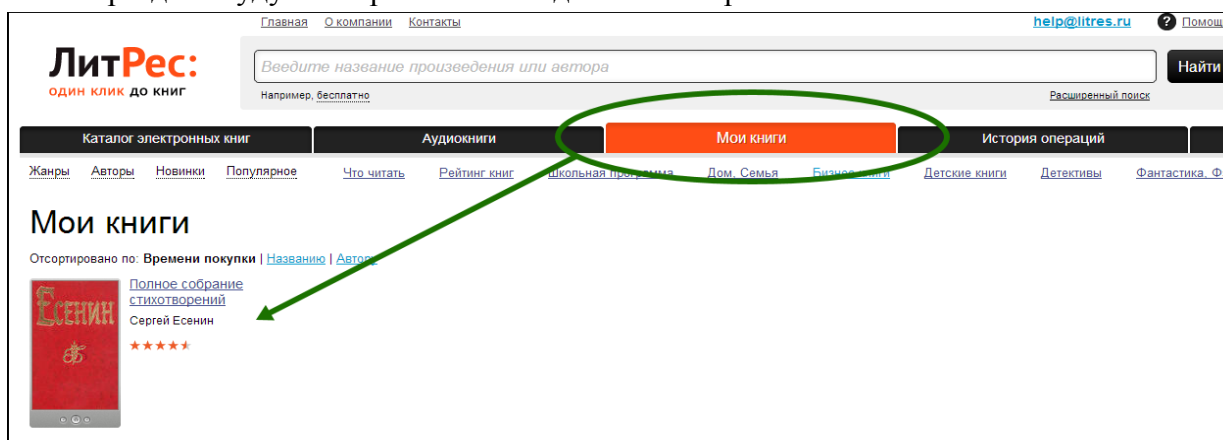 Главная О компании Контакты help@litres.ru ? Помощ
ЛитРес:
один клик до книг
Введите название произведения или автора
Найти
Например, бесплатно Расширенный поиск
Каталог электронных книг Аудиокниги Мои книги История операций
Жанры Авторы Новинки Популярное Что читать Рейтинг книг Школьная программа Дом, Семья Бизнес-книги Детские книги Детективы Фантастика, Ф
Мои книги
Отсортировано по: Времени покупки | Названию | Автору
Полное собрание
стихотворений
Сергей Есенин
Есенин